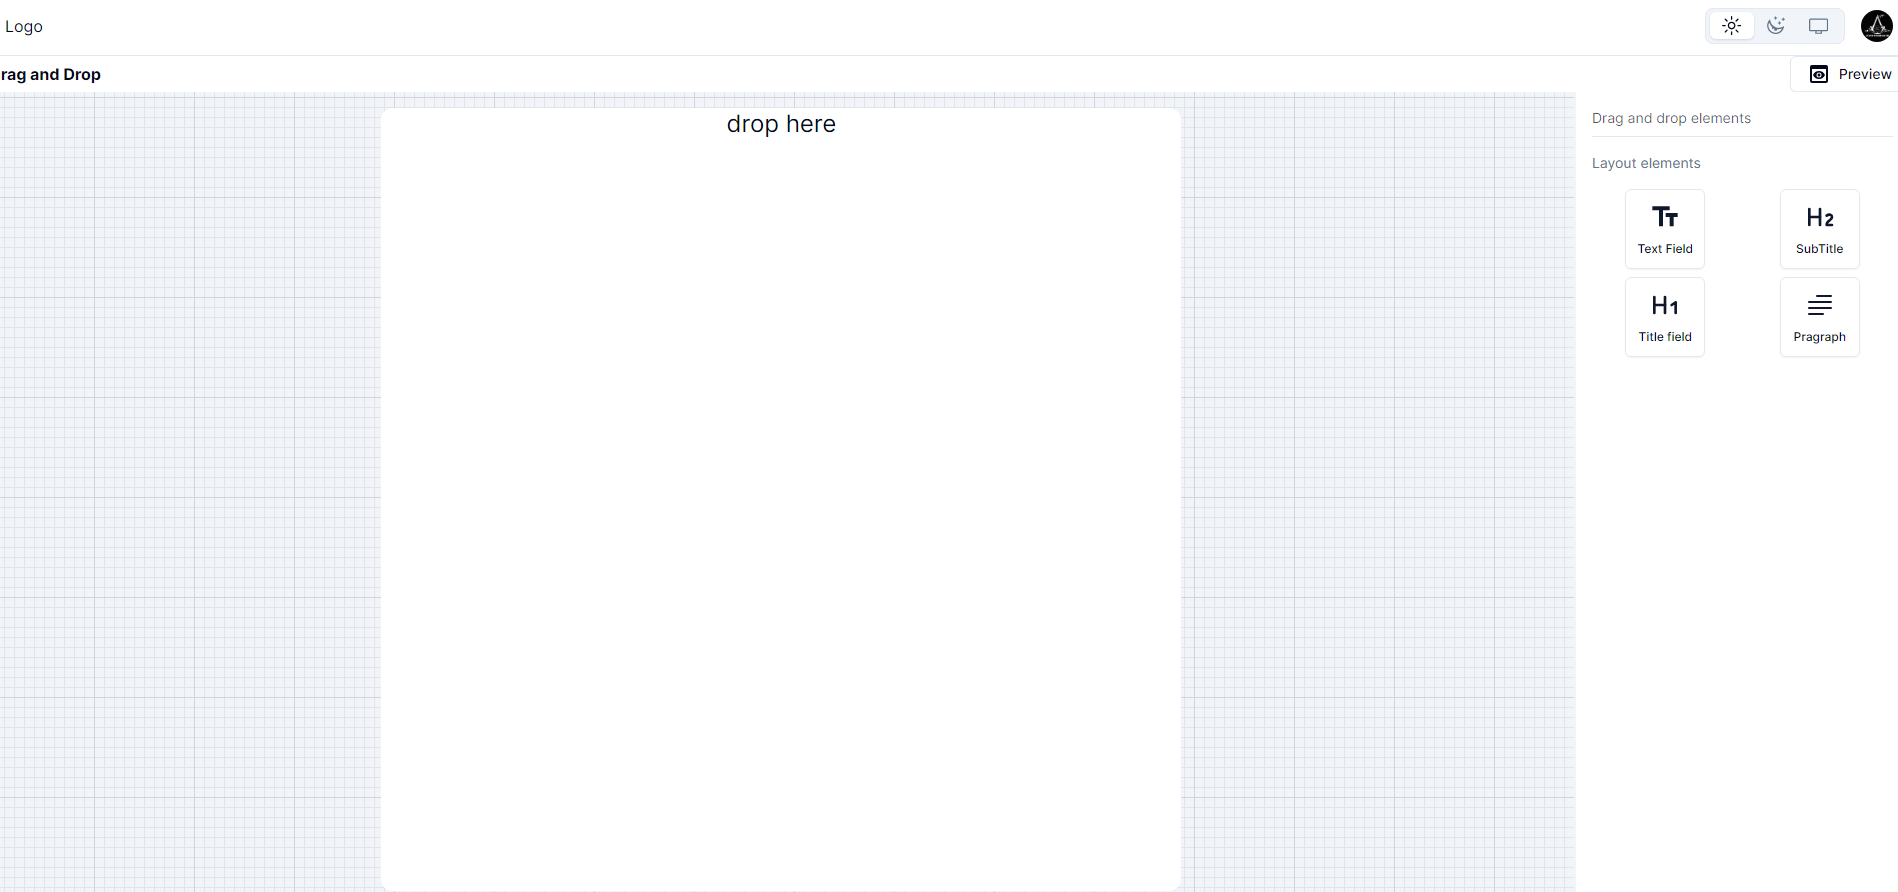 Logo
rag and Drop
Preview
drop here
Drag and drop elements
Layout elements
TT
Text Field
H2
SubTitle
H1
Title field
Pragraph